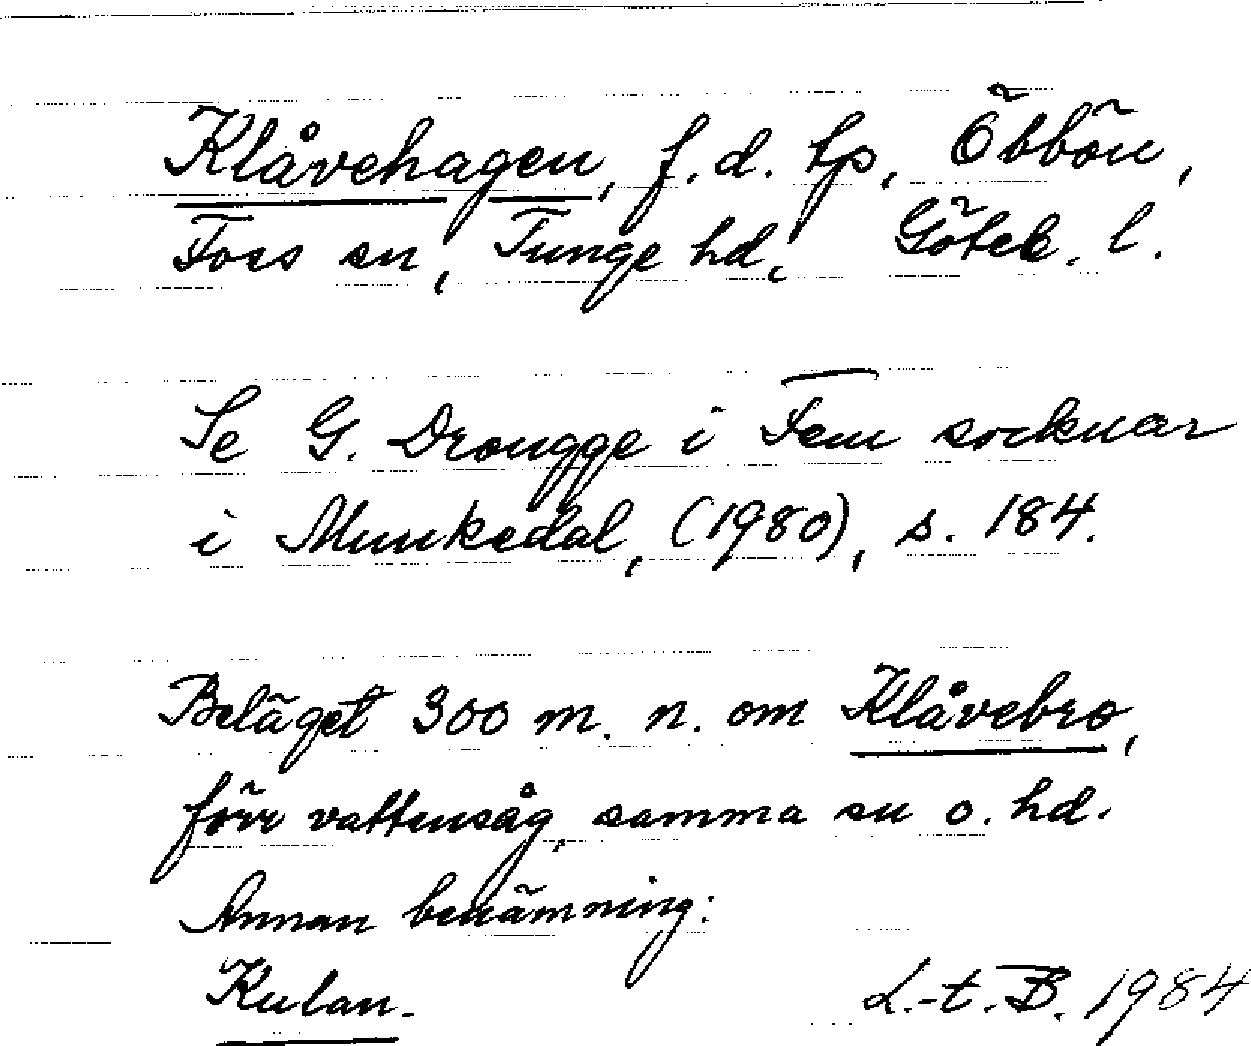 Klåvehagen, f. d. tp, Öbbön,
Foss sn, Tunge hd, Göteb. l.
Se G. Drougge i Fem socknar
i Munkedal, (1980), s. 184.
Beläget 300 m. n. om Klåvebro,
förr vattensåg, samma sn o. hd.
Annan benämning:
Kulan.
L.-t. B. 1984